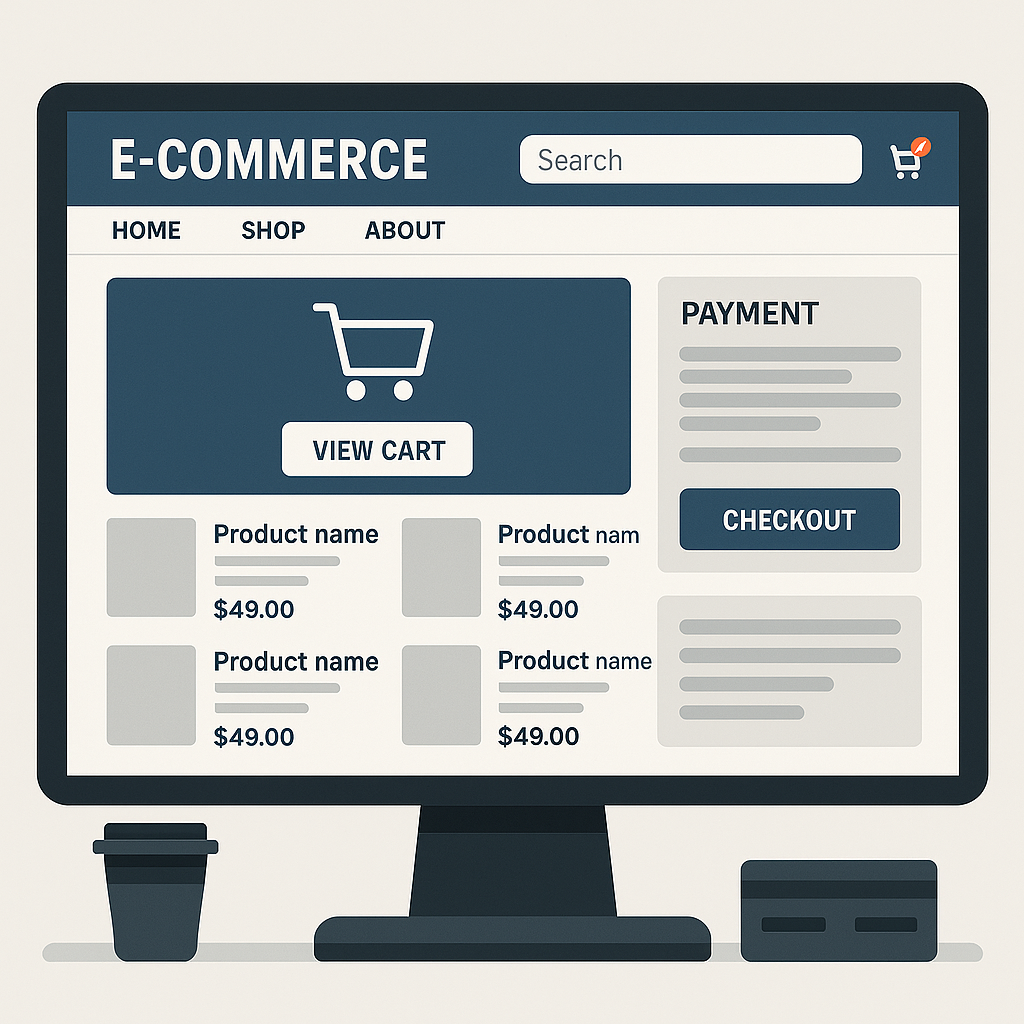 E-COMMERCE
Search
HOME SHOP ABOUT
VIEW CART
PAYMENT
CHECKOUT
Product name
$49.00
Product nam
$49.00
Product name
$49.00
Product name
$49.00